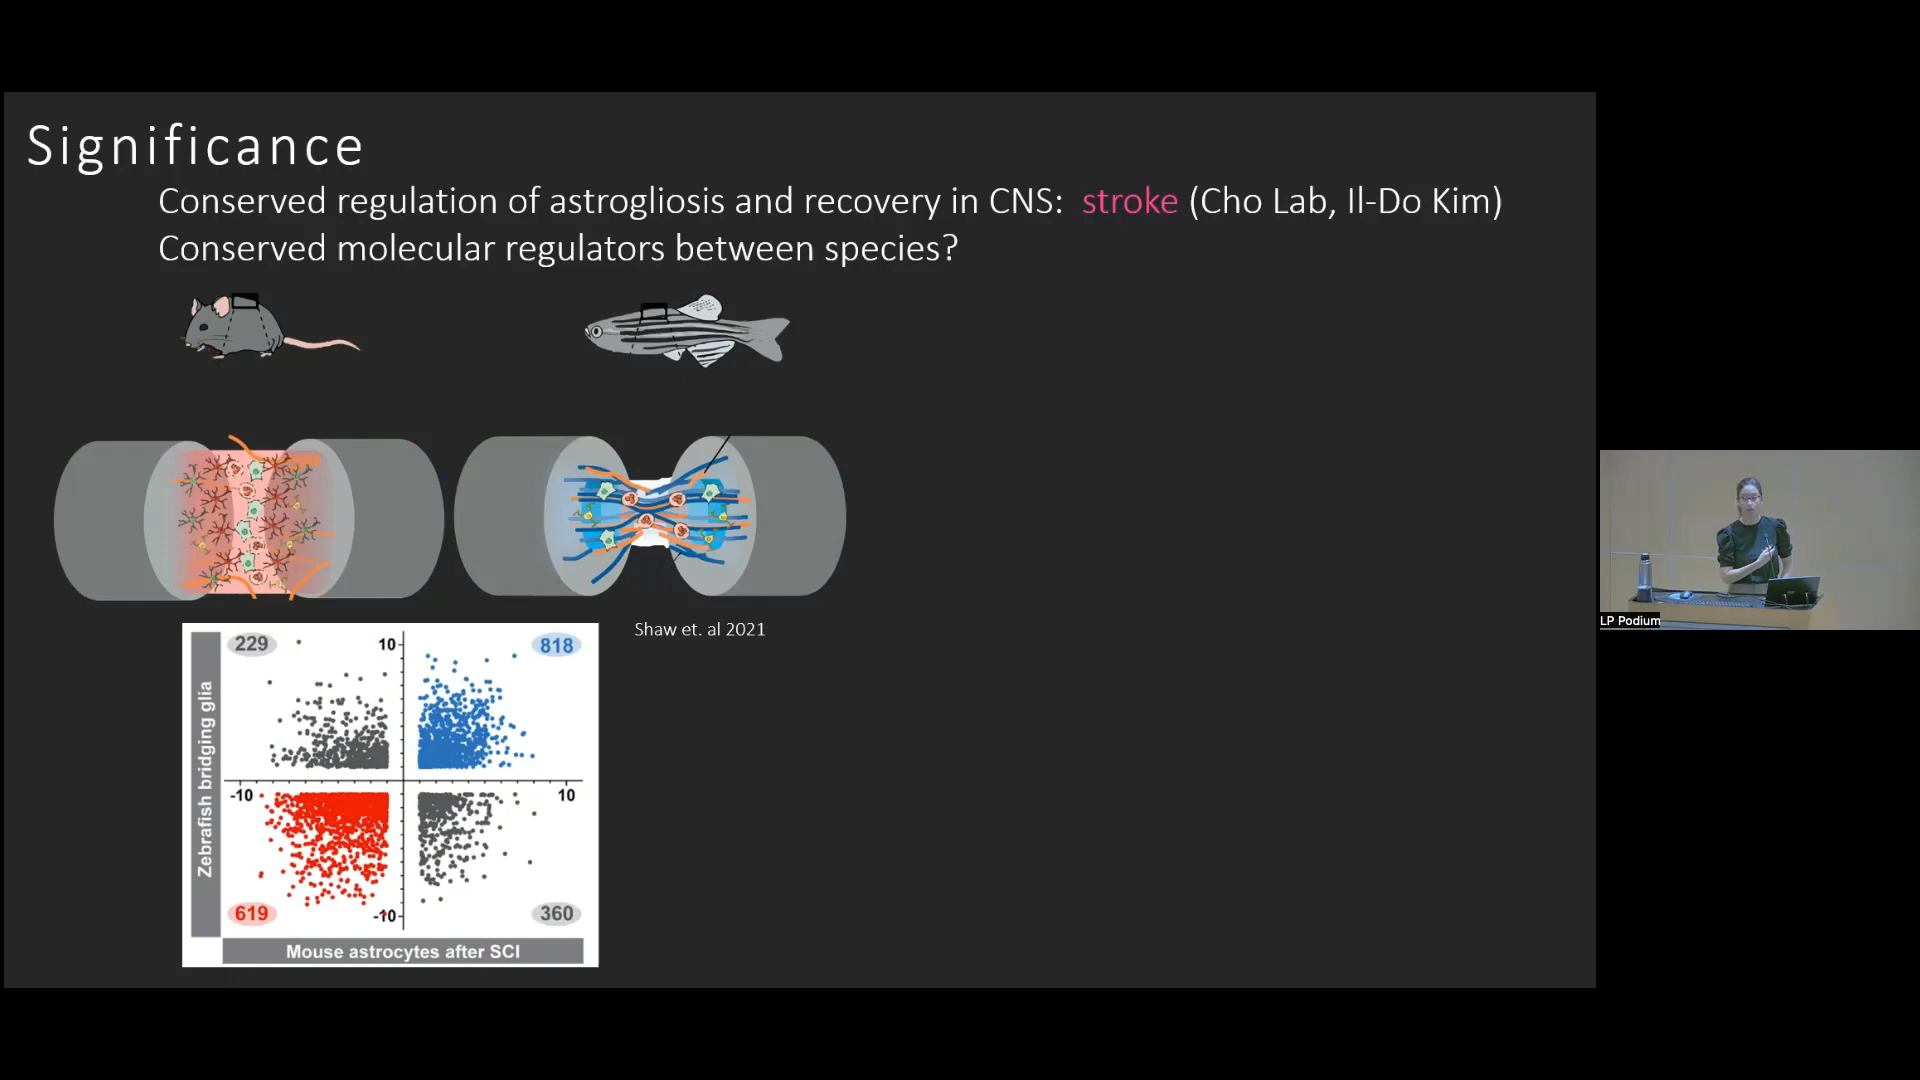 Significance
Conserved regulation of astrogliosis and recovery in CNS: stroke (Cho Lab, Il-Do Kim)
Conserved molecular regulators between species?
Shaw et. al 2021
229
10
818
Zebrafish bridging glia
-10
10
619
-10
360
Mouse astrocytes after SCI
LP Podium